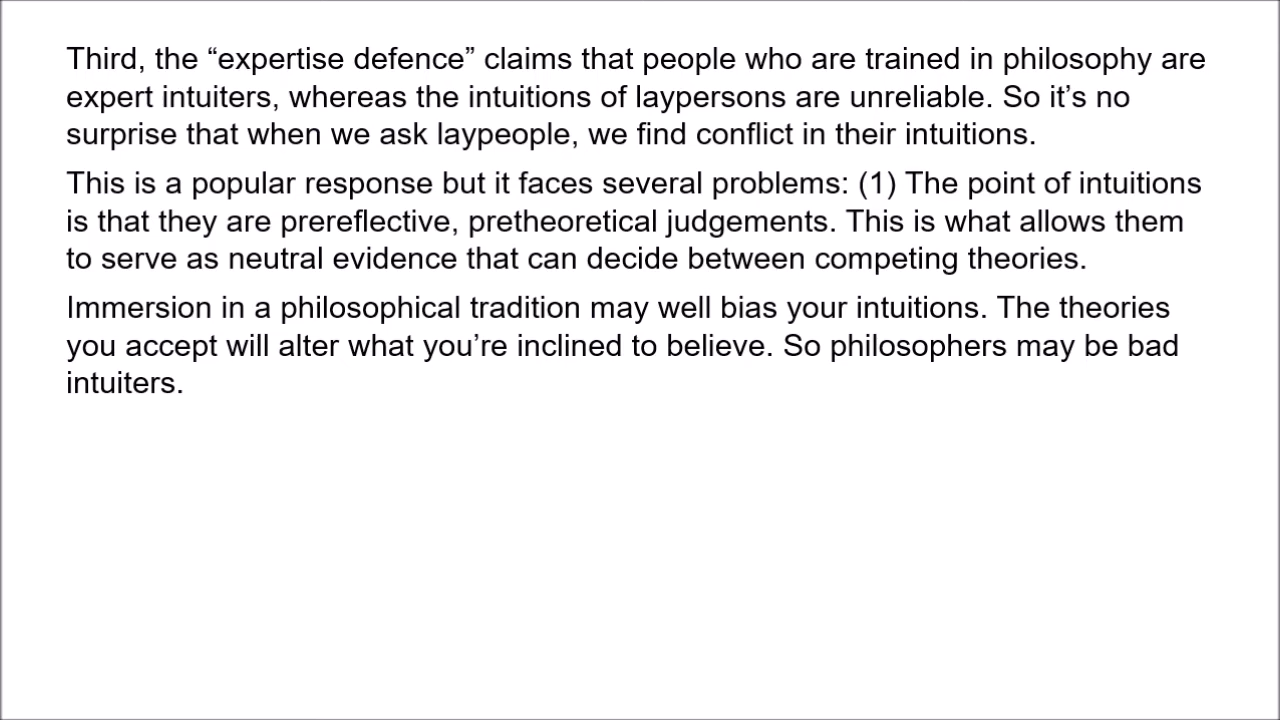 Third, the “expertise defence” claims that people who are trained in philosophy are
expert intuiters, whereas the intuitions of laypersons are unreliable. So it’s no
surprise that when we ask laypeople, we find conflict in their intuitions.
This is a popular response but it faces several problems: (1) The point of intuitions
is that they are prereflective, pretheoretical judgements. This is what allows them
to serve as neutral evidence that can decide between competing theories.
Immersion in a philosophical tradition may well bias your intuitions. The theories
you accept will alter what you’re inclined to believe. So philosophers may be bad
intuiters.